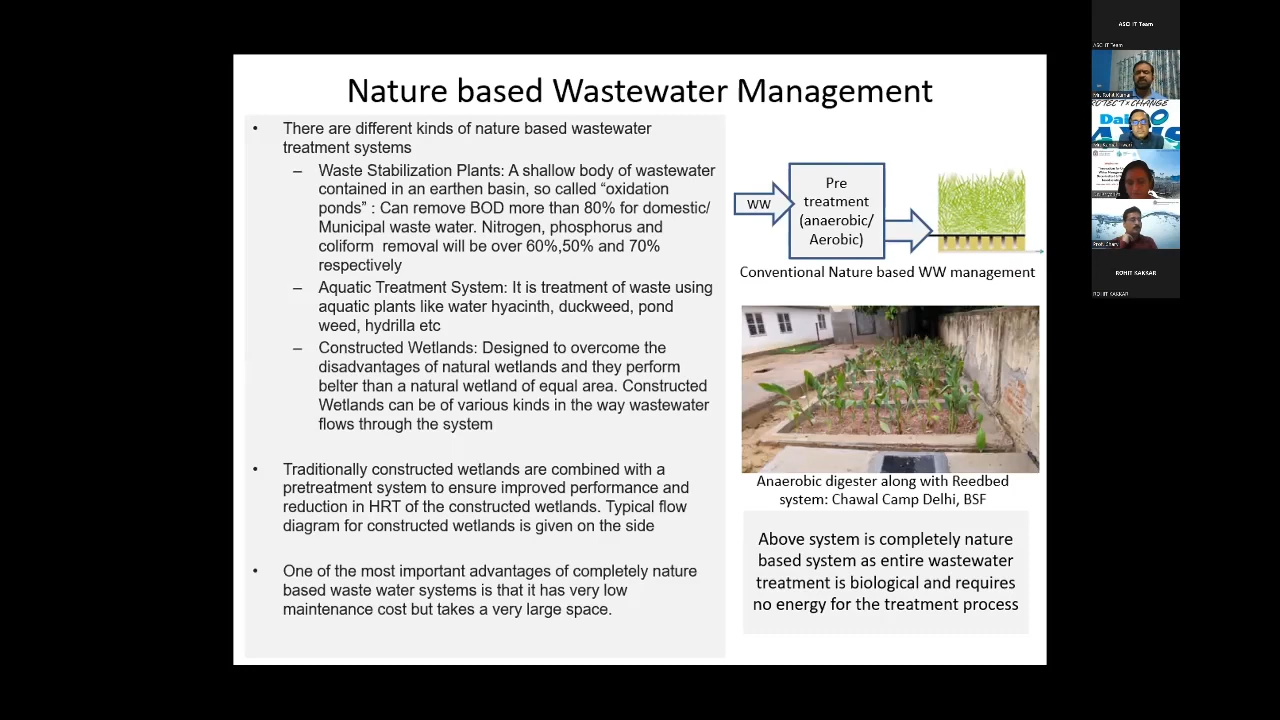 Nature based Wastewater Management
• There are different kinds of nature based wastewater
treatment systems
– Waste Stabilization Plants: A shallow body of wastewater
contained in an earthen basin, so called “oxidation
ponds” : Can remove BOD more than 80% for domestic/
Municipal waste water. Nitrogen, phosphorus and
coliform removal will be over 60%,50% and 70%
respectively
– Aquatic Treatment System: It is treatment of waste using
aquatic plants like water hyacinth, duckweed, pond
weed, hydrilla etc
– Constructed Wetlands: Designed to overcome the
disadvantages of natural wetlands and they perform
belter than a natural wetland of equal area. Constructed
Wetlands can be of various kinds in the way wastewater
flows through the system
• Traditionally constructed wetlands are combined with a
pretreatment system to ensure improved performance and
reduction in HRT of the constructed wetlands. Typical flow
diagram for constructed wetlands is given on the side
• One of the most important advantages of completely nature
based waste water systems is that it has very low
maintenance cost but takes a very large space.
WW
Pre
treatment
(anaerobic/
Aerobic)
Conventional Nature based WW management
Anaerobic digester along with Reedbed
system: Chawal Camp Delhi, BSF
Above system is completely nature
based system as entire wastewater
treatment is biological and requires
no energy for the treatment process
ASCI IT Team
ASCI IT Team
Mr. Rohit Kumar
Prof. Chary
ROHIT KAKKAR
ROHIT KAKKAR